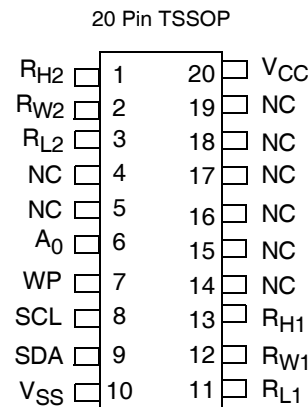 20 Pin TSSOP
RH2 1 20 VCC
RW2 2 19 NC
RL2 3 18 NC
NC 4 17 NC
NC 5 16 NC
A0 6 15 NC
WP 7 14 NC
SCL 8 13 RH1
SDA 9 12 RW1
VSS 10 11 RL1